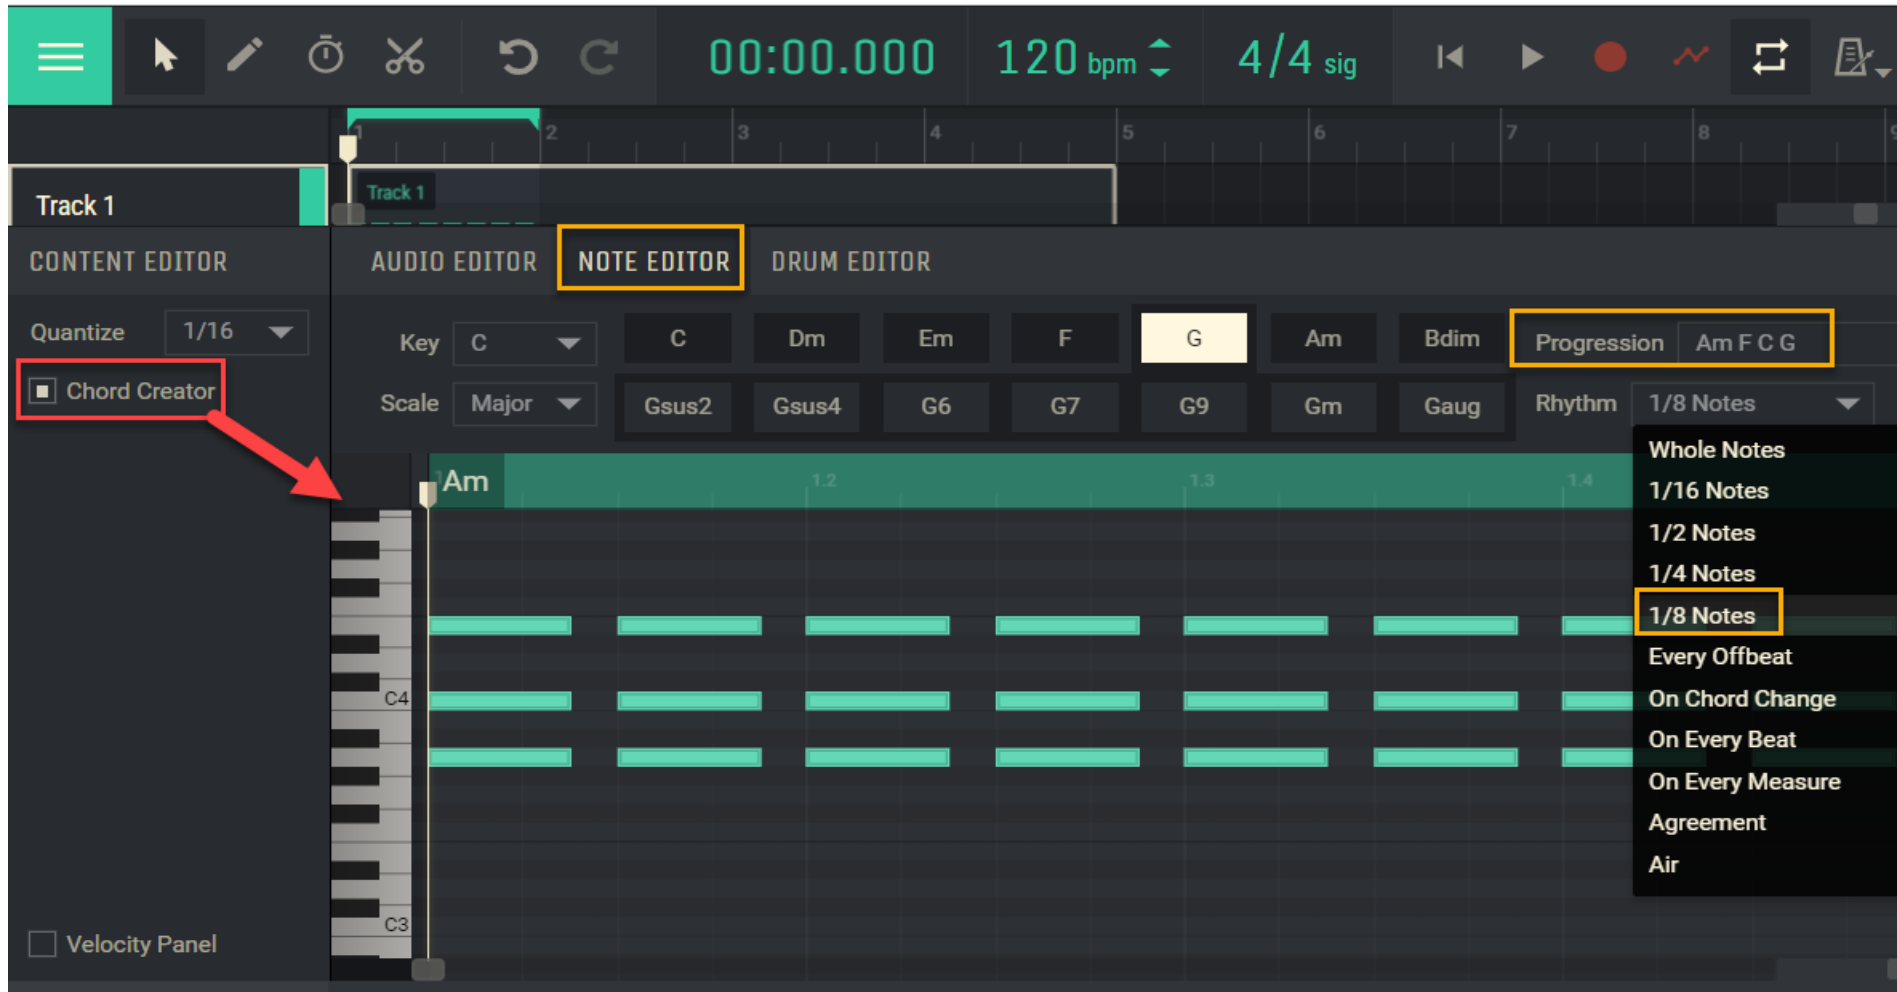 00:00.000 120 bpm 4/4 sig
1 2 3 4 5 6 7 8 9
Track 1
Track 1
CONTENT EDITOR
AUDIO EDITOR NOTE EDITOR DRUM EDITOR
Quantize 1/16
Chord Creator
Key C
C Dm Em F G Am Bdim
Progression Am F C G
Scale Major
Gsus2 Gsus4 G6 G7 G9 Gm Gaug
Rhythm 1/8 Notes
Am 1.2 1.3 1.4
Whole Notes
1/16 Notes
1/2 Notes
1/4 Notes
1/8 Notes
Every Offbeat
On Chord Change
On Every Beat
On Every Measure
Agreement
Air
C4
C3
Velocity Panel